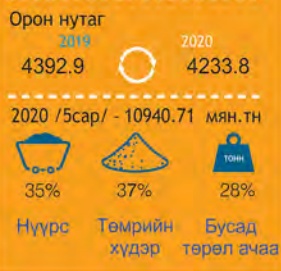 Орон нутаг
2019 2020
4392.9 4233.8
2020 /5сар/ - 10940.71 мян.тн
тонн
35% 37% 28%
Нүүрс Төмрийн Бусад
хүдэр төрөл ачаа